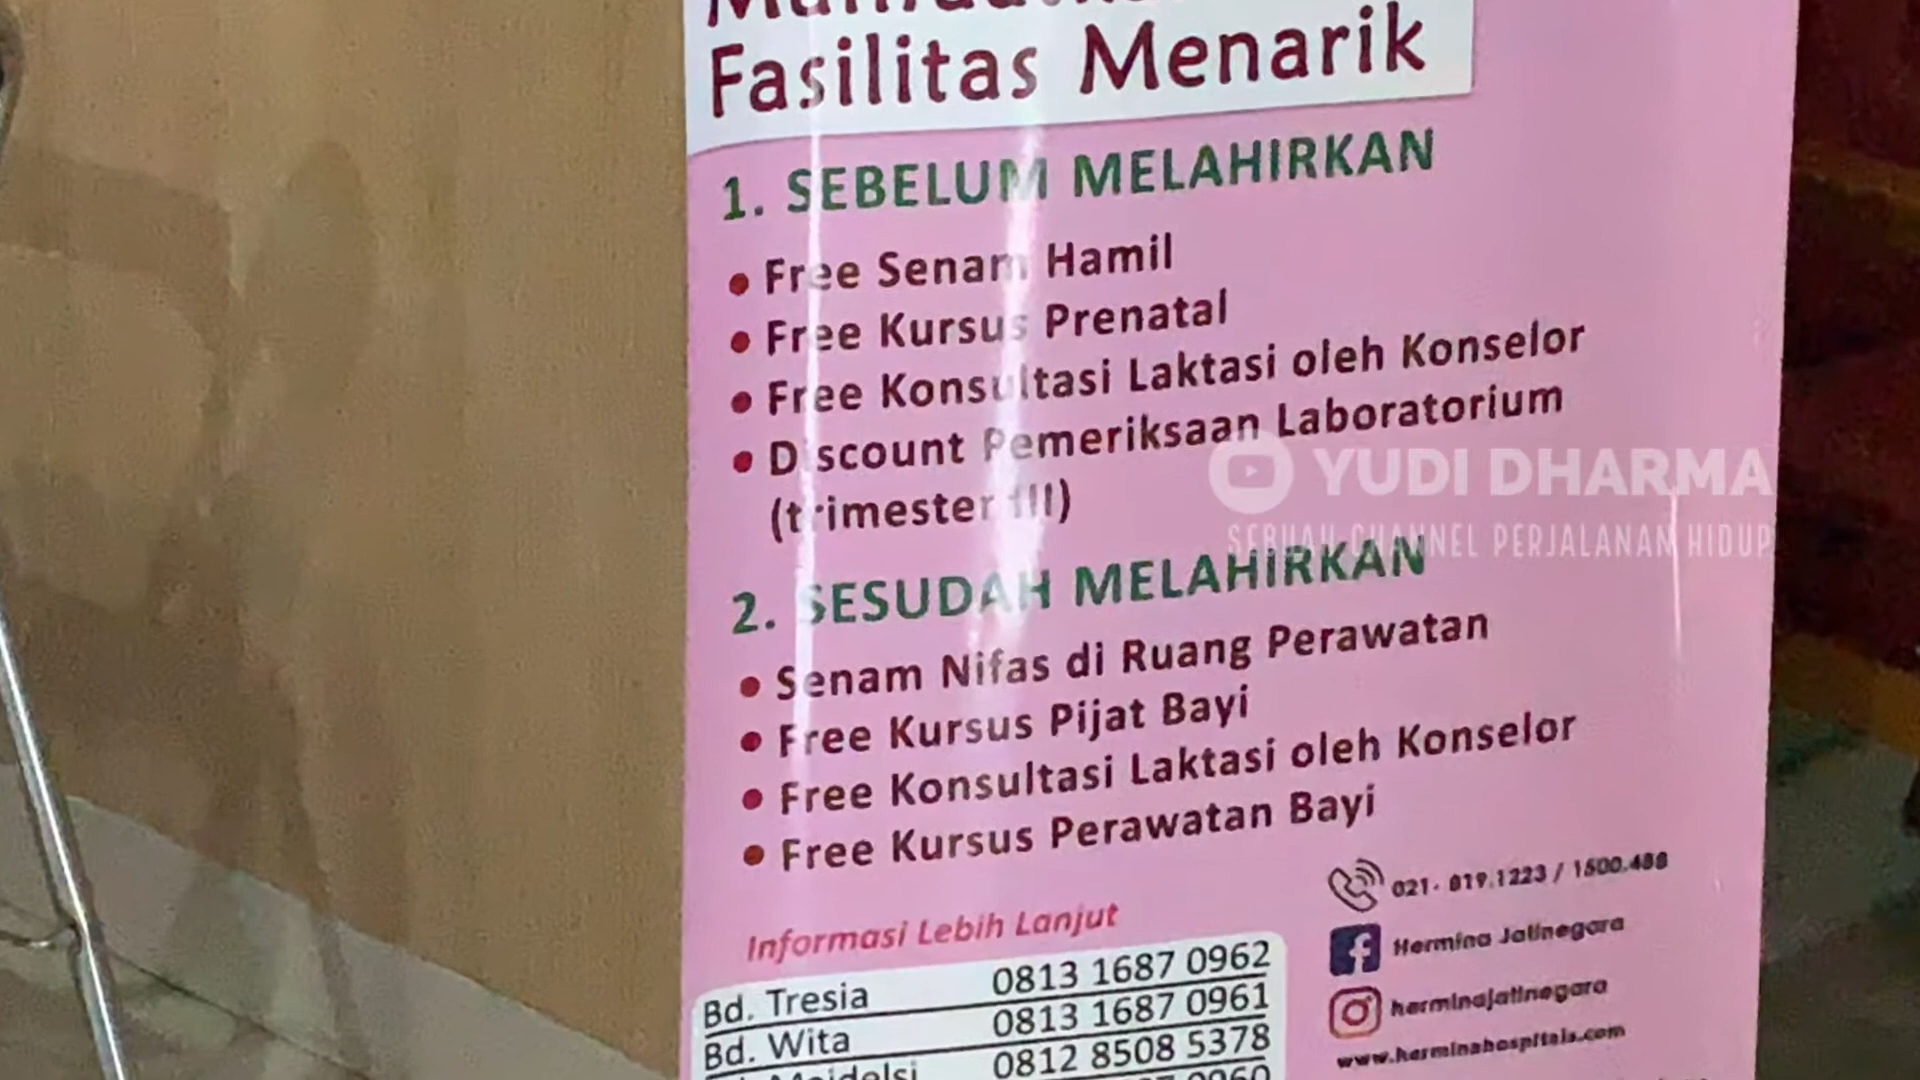 Fasilitas Menarik
1. SEBELUM MELAHIRKAN
• Free Senam Hamil
• Free Kursus Prenatal
• Free Konsultasi Laktasi oleh Konselor
• Discount Pemeriksaan Laboratorium
(trimester III)
YUDI DHARMA
SEBUAH CHANNEL PERJALANAN HIDUP
2. SESUDAH MELAHIRKAN
• Senam Nifas di Ruang Perawatan
• Free Kursus Pijat Bayi
• Free Konsultasi Laktasi oleh Konselor
• Free Kursus Perawatan Bayi
Informasi Lebih Lanjut
Bd. Tresia 0813 1687 0962
Bd. Wita 0813 1687 0961
0812 8508 5378
021- 819.1223 / 1500.488
Hermina Jatinegara
herminajatinegara
www.herminahospitals.com